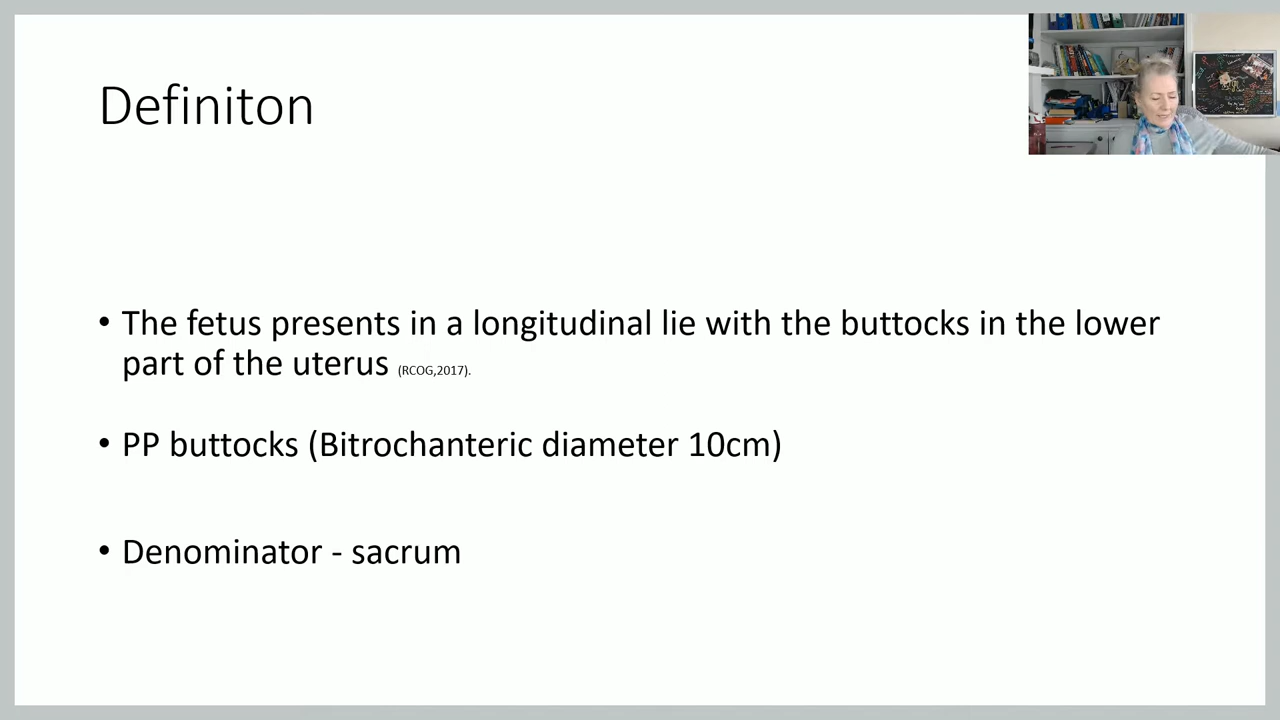 Definiton
• The fetus presents in a longitudinal lie with the buttocks in the lower
part of the uterus (RCOG,2017).
• PP buttocks (Bitrochanteric diameter 10cm)
• Denominator - sacrum